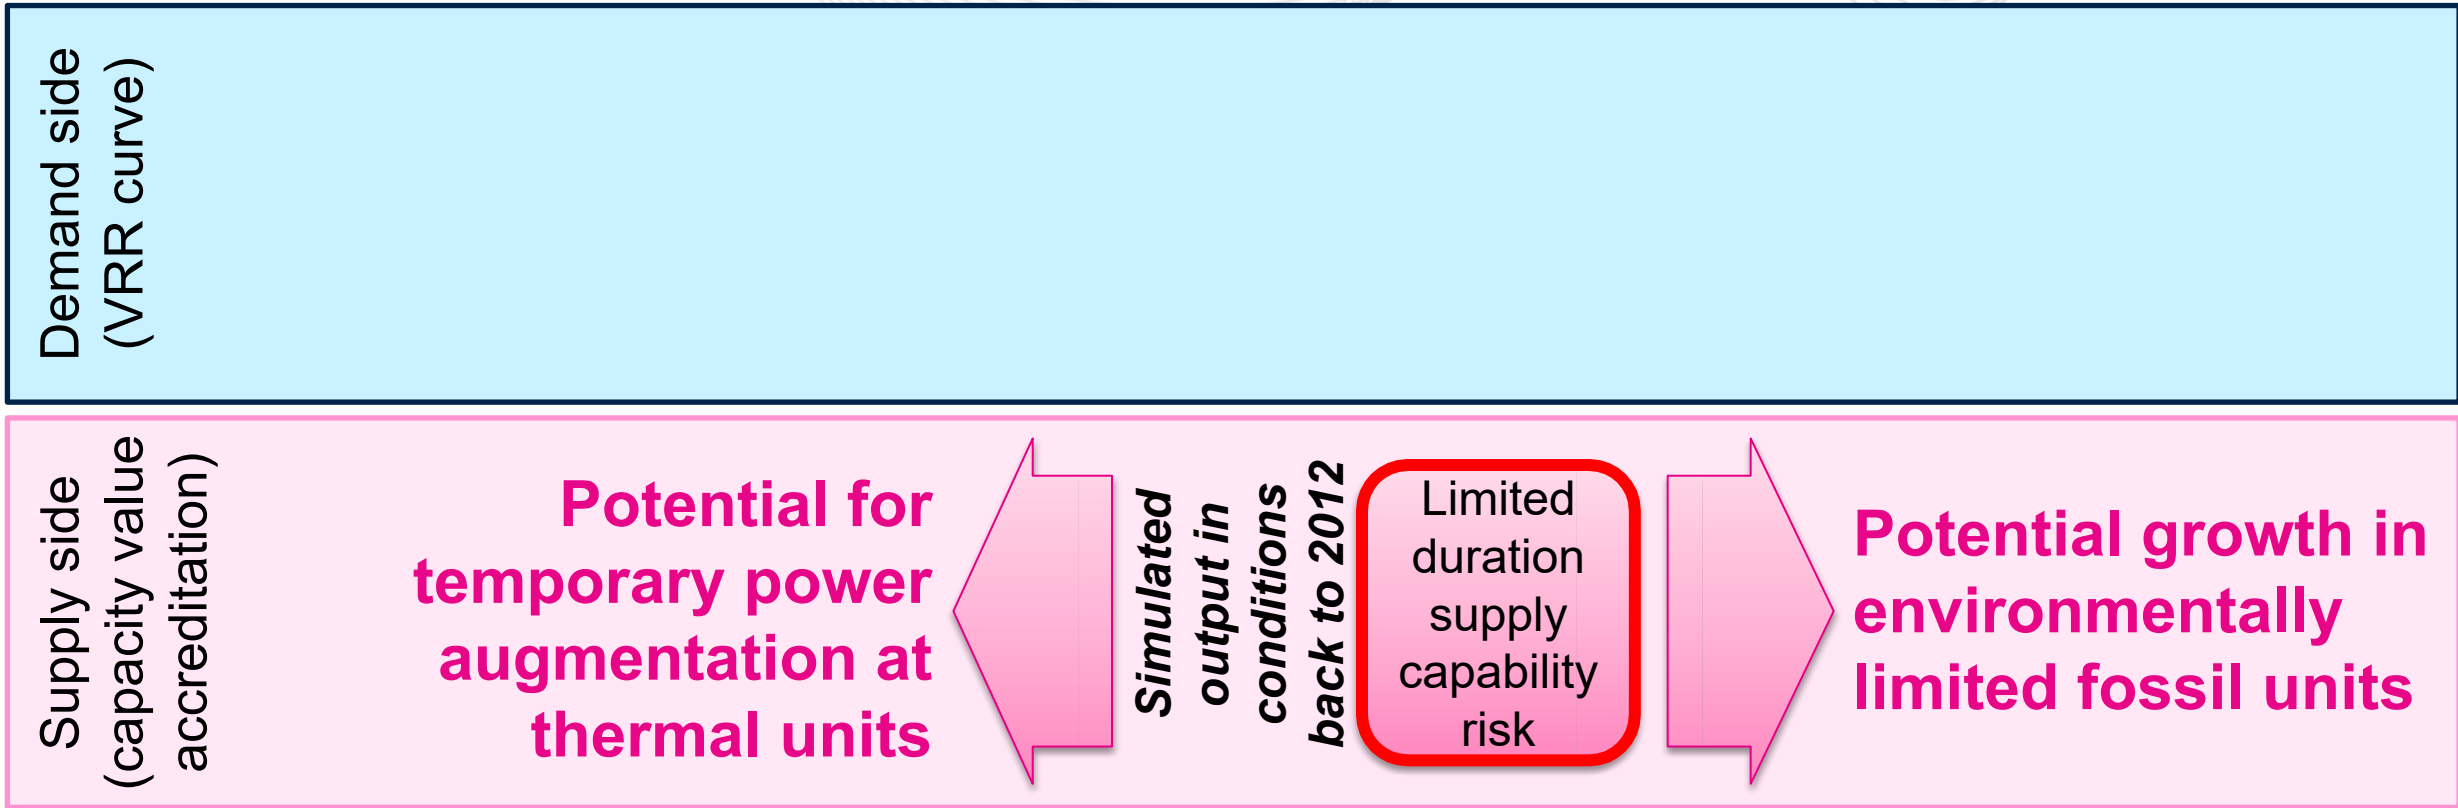 Demand side
(VRR curve)
Supply side
(capacity value
accreditation)
Potential for
temporary power
augmentation at
thermal units
Simulated
output in
conditions
back to 2012
Limited
duration
supply
capability
risk
Potential growth in
environmentally
limited fossil units